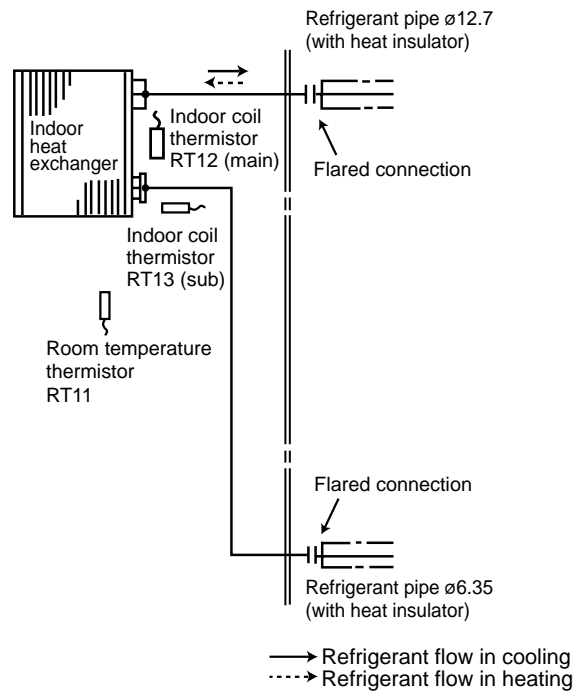 Refrigerant pipe ø12.7
(with heat insulator)
Indoor
heat
exchanger
Indoor coil
thermistor
RT12 (main)
Flared connection
Indoor coil
thermistor
RT13 (sub)
Room temperature
thermistor
RT11
Flared connection
Refrigerant pipe ø6.35
(with heat insulator)
Refrigerant flow in cooling
Refrigerant flow in heating